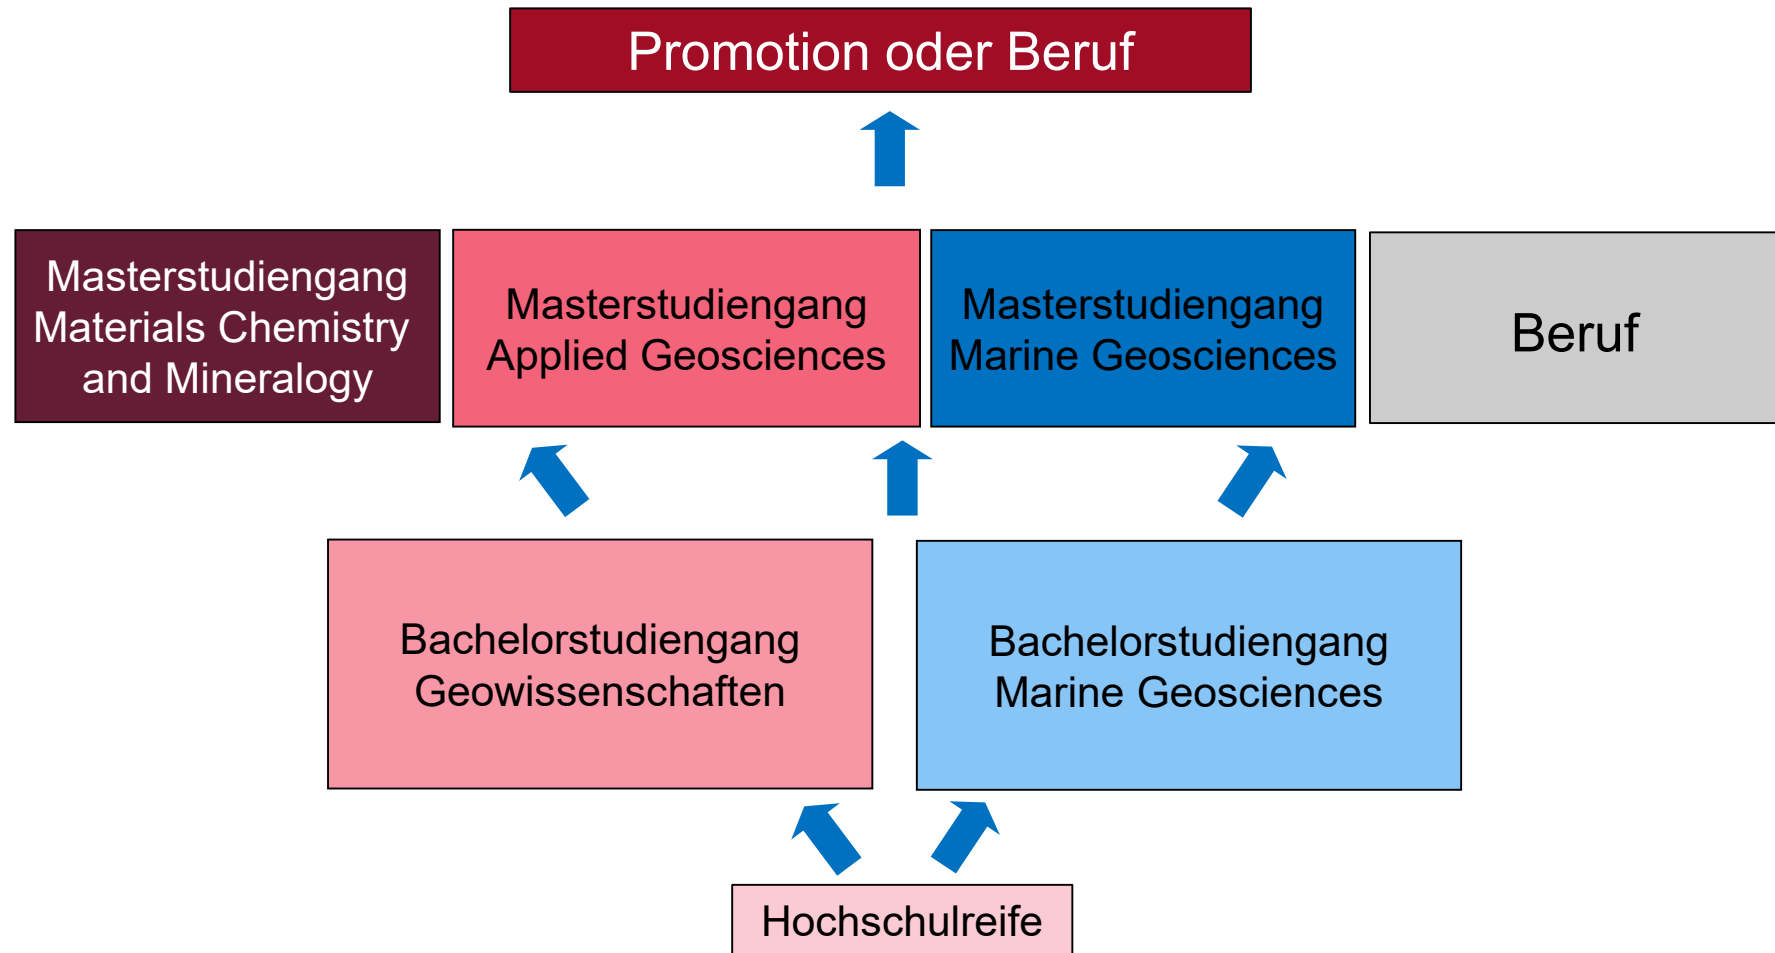 Promotion oder Beruf
Masterstudiengang
Materials Chemistry
and Mineralogy
Masterstudiengang
Applied Geosciences
Masterstudiengang
Marine Geosciences
Beruf
Bachelorstudiengang
Geowissenschaften
Bachelorstudiengang
Marine Geosciences
Hochschulreife